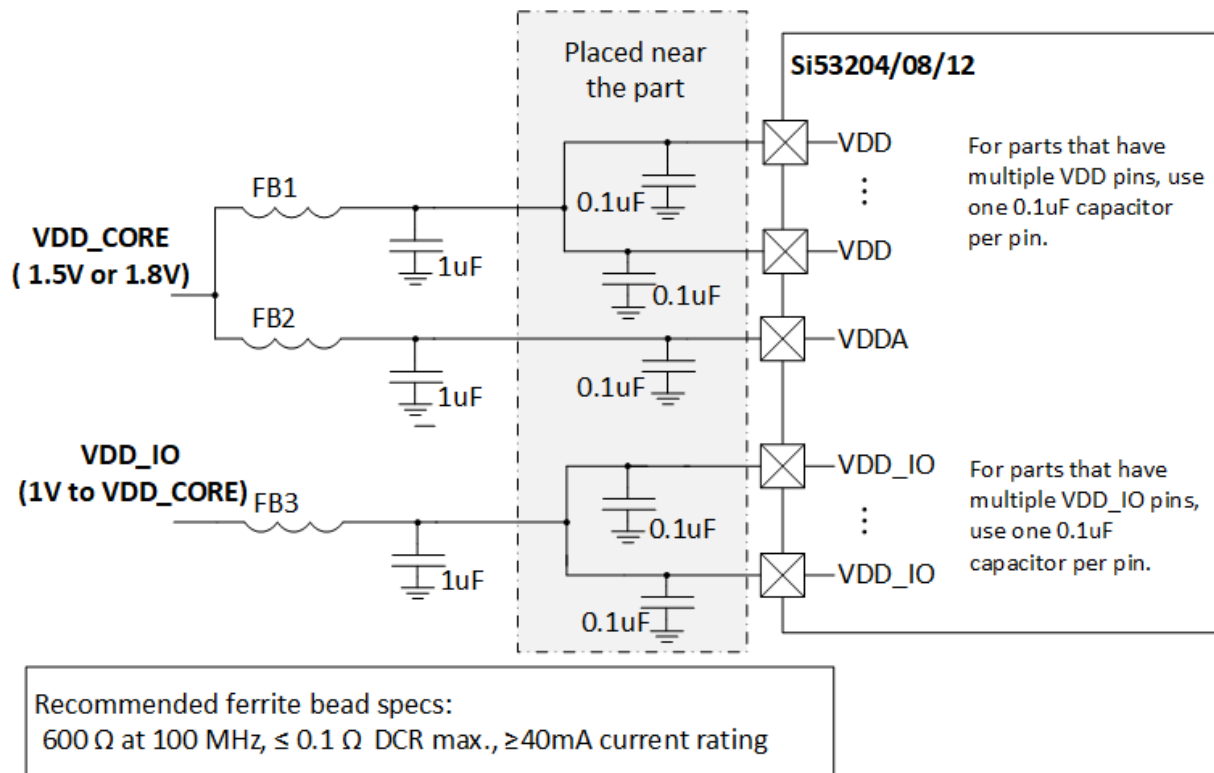 Placed near
the part
Si53204/08/12
VDD
For parts that have
multiple VDD pins, use
one 0.1uF capacitor
per pin.
0.1uF
FB1
VDD_CORE
( 1.5V or 1.8V)
1uF
VDD
0.1uF
FB2
VDDA
1uF
0.1uF
VDD_IO
(1V to VDD_CORE)
FB3
VDD_IO
For parts that have
multiple VDD_IO pins,
use one 0.1uF
capacitor per pin.
0.1uF
1uF
VDD_IO
0.1uF
Recommended ferrite bead specs:
600 Ω at 100 MHz, ≤ 0.1 Ω DCR max., ≥40mA current rating